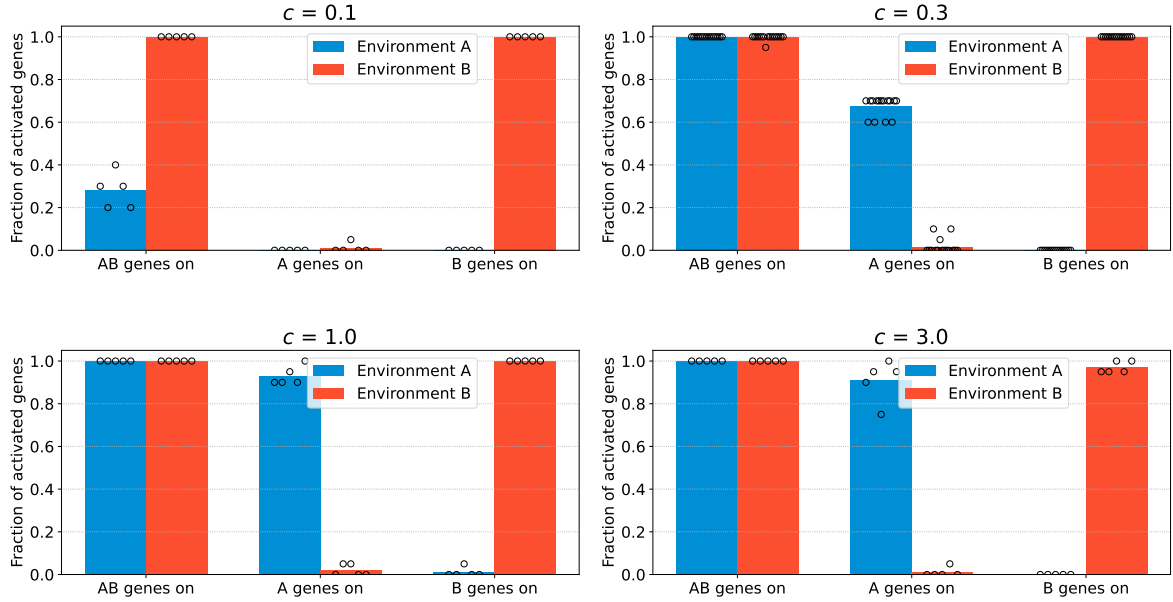 c = 0.1
Fraction of activated genes
1.0
0.8
0.6
0.4
0.2
0.0
Environment A
Environment B
AB genes on
A genes on
B genes on
c = 0.3
Fraction of activated genes
1.0
0.8
0.6
0.4
0.2
0.0
Environment A
Environment B
AB genes on
A genes on
B genes on
c = 1.0
Fraction of activated genes
1.0
0.8
0.6
0.4
0.2
0.0
Environment A
Environment B
AB genes on
A genes on
B genes on
c = 3.0
Fraction of activated genes
1.0
0.8
0.6
0.4
0.2
0.0
Environment A
Environment B
AB genes on
A genes on
B genes on